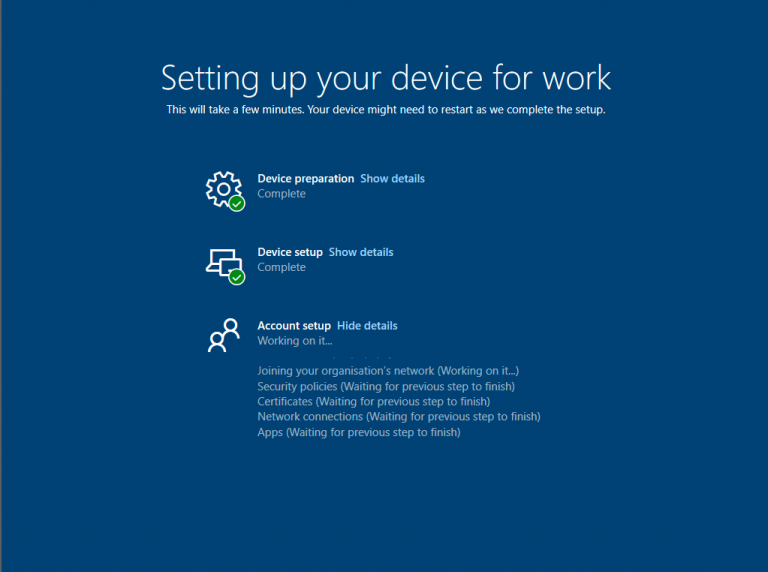 Setting up your device for work
This will take a few minutes. Your device might need to restart as we complete the setup.
Device preparation Show details
Complete
Device setup Show details
Complete
Account setup Hide details
Working on it...
Joining your organisation's network (Working on it...)
Security policies (Waiting for previous step to finish)
Certificates (Waiting for previous step to finish)
Network connections (Waiting for previous step to finish)
Apps (Waiting for previous step to finish)